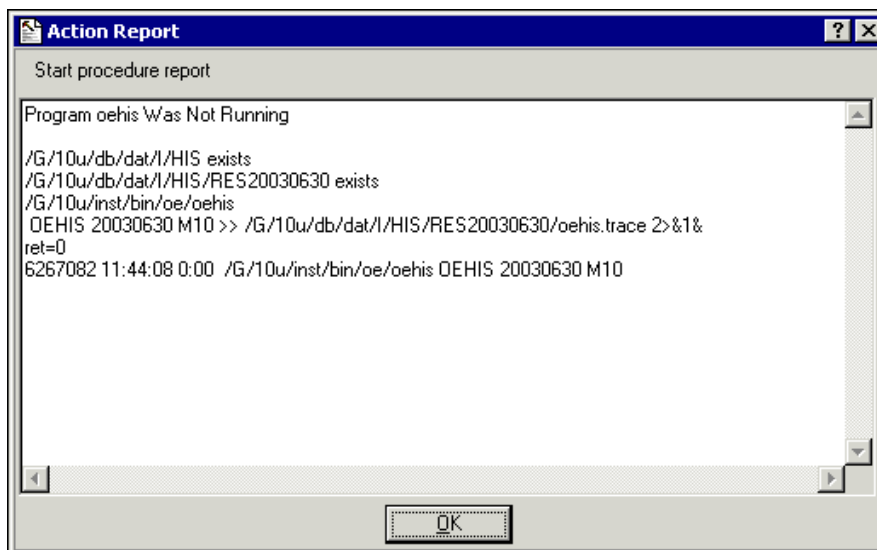 Action Report
Start procedure report
Program oehis Was Not Running
/G/10u/db/dat/I/HIS exists
/G/10u/db/dat/I/HIS/RES20030630 exists
/G/10u/inst/bin/oe/oehis
OEHIS 20030630 M10 >> /G/10u/db/dat/I/HIS/RES20030630/oehis.trace 2>&1&
ret=0
6267082 11:44:08 0:00 /G/10u/inst/bin/oe/oehis OEHIS 20030630 M10
OK